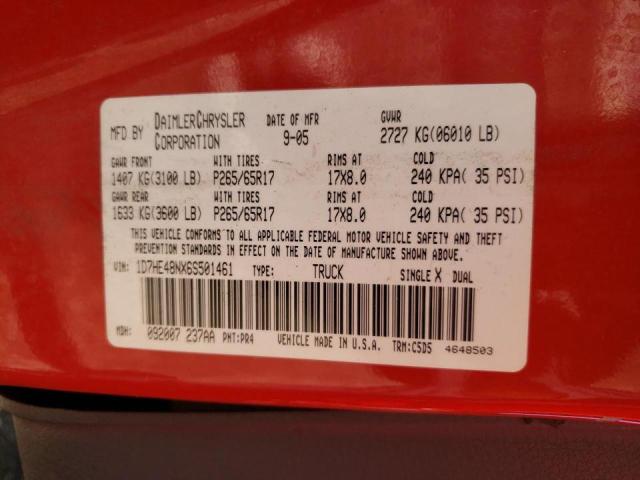 MFD BY DAIMLERCHRYSLER CORPORATION DATE OF MFR 9-05 GVWR 2727 KG(06010 LB)
GAWR FRONT WITH TIRES RIMS AT COLD
1407 KG(3100 LB) P265/65R17 17X8.0 240 KPA( 35 PSI)
GAWR REAR WITH TIRES RIMS AT COLD
1633 KG(3600 LB) P265/65R17 17X8.0 240 KPA( 35 PSI)
THIS VEHICLE CONFORMS TO ALL APPLICABLE FEDERAL MOTOR VEHICLE SAFETY AND THEFT
PREVENTION STANDARDS IN EFFECT ON THE DATE OF MANUFACTURE SHOWN ABOVE.
VIN: 1D7HE48NX6S501461 TYPE: TRUCK SINGLE X DUAL
MDH: 092007 237AA PNT:PR4 VEHICLE MADE IN U.S.A. TRM:C5D5 4648503